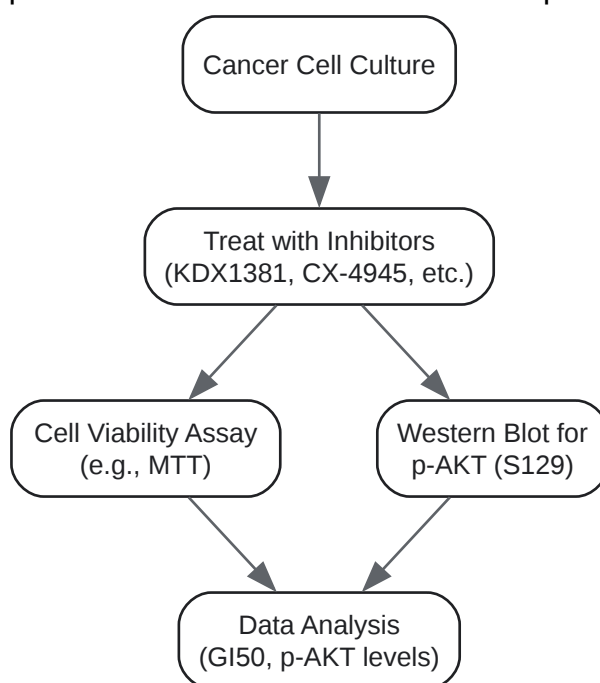 Cancer Cell Culture
Treat with Inhibitors
(KDX1381, CX-4945, etc.)
Cell Viability Assay
(e.g., MTT)
Western Blot for
p-AKT (S129)
Data Analysis
(GI50, p-AKT levels)